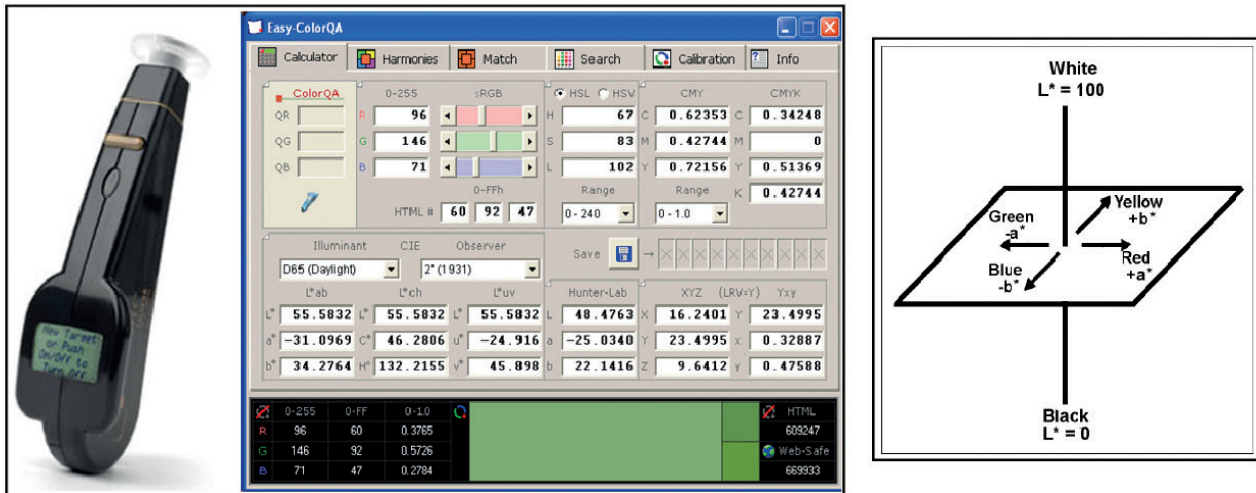 Easy-ColorQA
Calculator Harmonies Match Search Calibration Info
ColorQA 0-255 sRGB HSL HSV CMY CMYK
QR R 96 H 67 C 0.62353 C 0.34248
QG G 146 S 83 M 0.42744 M 0
QB B 71 L 102 Y 0.72156 Y 0.51369
0-FFh Range Range K 0.42744
HTML # 60 92 47 0-240 0-1.0
Illuminant CIE Observer Save
D65 (Daylight) 2° (1931)
L*ab L*ch L*uv Hunter-Lab XYZ (LRV=Y) Yxy
L* 55.5832 L* 55.5832 L* 55.5832 L 48.4763 X 16.2401 Y 23.4995
a* -31.0969 C* 46.2806 u* -24.916 a -25.0340 Y 23.4995 x 0.32887
b* 34.2764 H° 132.2155 v* 45.898 b 22.1416 Z 9.6412 y 0.47588
0-255 0-FF 0-1.0 HTML
R 96 60 0.3765 609247
G 146 92 0.5726 Web-Safe
B 71 47 0.2784 669933
New Target
or Push
On/Off to
Turn Off
White
L* = 100
Yellow
+b*
Green
-a*
Red
+a*
Blue
-b*
Black
L* = 0